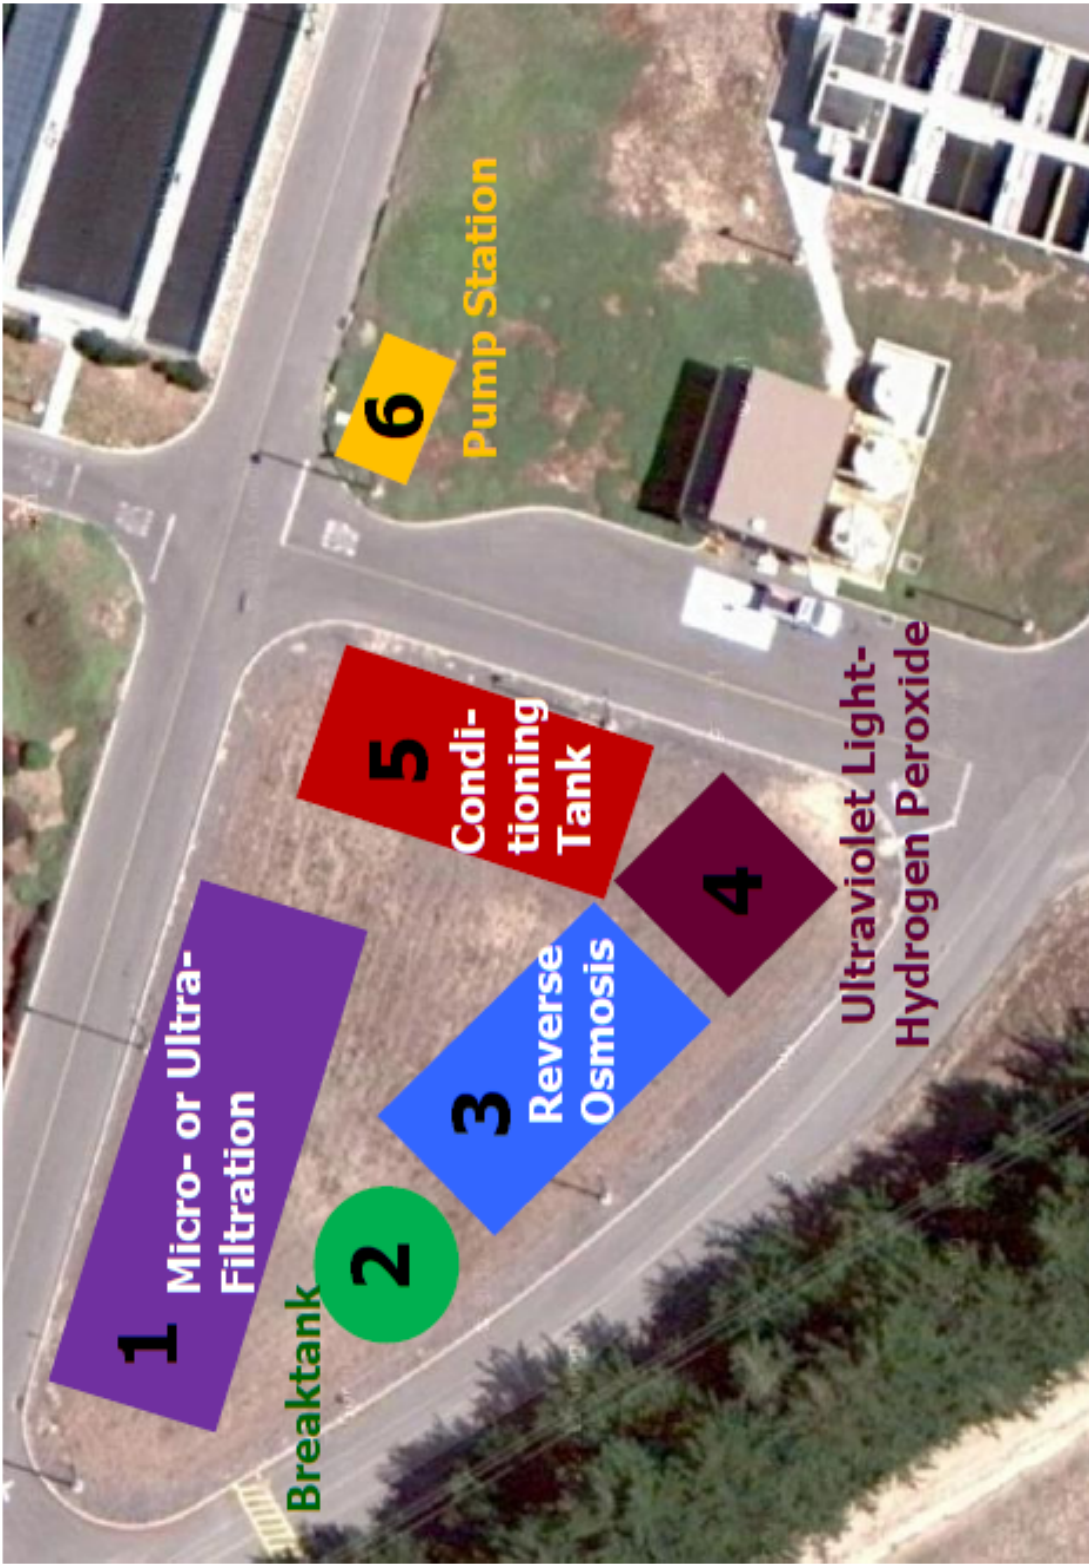 1
Micro- or Ultra-
Filtration
Breaktank
2
3
Reverse
Osmosis
4
Ultraviolet Light-
Hydrogen Peroxide
5
Condi-
tioning
Tank
6
Pump Station